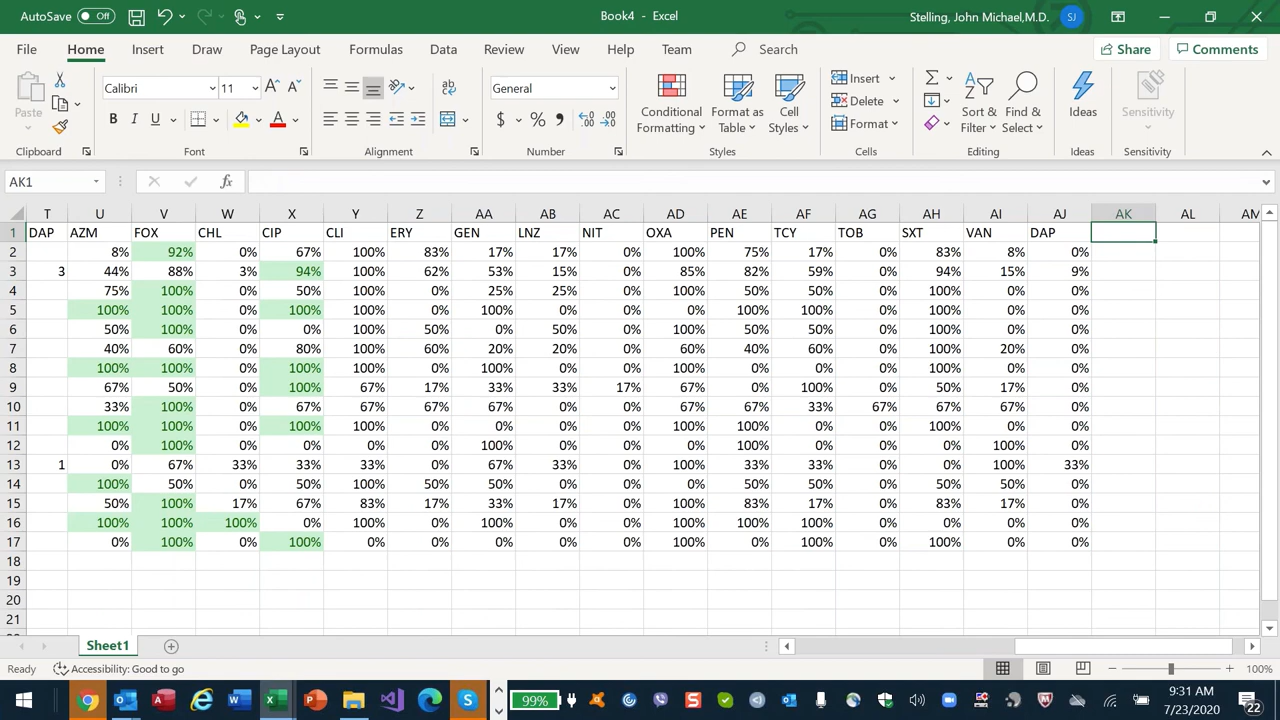 AutoSave Off Book4 - Excel Stelling, John Michael,M.D. SJ
File Home Insert Draw Page Layout Formulas Data Review View Help Team Search Share Comments
Paste Calibri 11 General Conditional Formatting Format as Table Cell Styles Insert Delete Format Sort & Filter Find & Select Ideas Sensitivity
Clipboard Font Alignment Number Styles Cells Editing Ideas Sensitivity
AK1
T U V W X Y Z AA AB AC AD AE AF AG AH AI AJ AK AL AM
1 DAP AZM FOX CHL CIP CLI ERY GEN LNZ NIT OXA PEN TCY TOB SXT VAN DAP
2 8% 92% 0% 67% 100% 83% 17% 17% 0% 100% 75% 17% 0% 83% 8% 0%
3 3 44% 88% 3% 94% 100% 62% 53% 15% 0% 85% 82% 59% 0% 94% 15% 9%
4 75% 100% 0% 50% 100% 0% 25% 25% 0% 100% 50% 50% 0% 100% 0% 0%
5 100% 100% 0% 100% 100% 0% 100% 0% 0% 100% 100% 100% 0% 100% 0% 0%
6 50% 100% 0% 0% 100% 50% 0% 50% 0% 100% 50% 50% 0% 100% 0% 0%
7 40% 60% 0% 80% 100% 60% 20% 20% 0% 60% 40% 60% 0% 100% 20% 0%
8 100% 100% 0% 100% 100% 0% 100% 0% 0% 100% 100% 100% 0% 100% 0% 0%
9 67% 50% 0% 100% 67% 17% 33% 33% 17% 67% 0% 100% 0% 50% 17% 0%
10 33% 100% 0% 67% 67% 67% 67% 0% 0% 67% 67% 33% 67% 67% 67% 0%
11 100% 100% 0% 100% 100% 0% 0% 0% 0% 100% 100% 0% 0% 100% 0% 0%
12 0% 100% 0% 0% 0% 0% 100% 0% 0% 0% 100% 0% 0% 0% 100% 0%
13 1 0% 67% 33% 33% 33% 0% 67% 33% 0% 100% 33% 33% 0% 0% 100% 33%
14 100% 50% 0% 50% 100% 50% 50% 0% 0% 50% 0% 50% 0% 50% 50% 0%
15 50% 100% 17% 67% 83% 17% 33% 17% 0% 100% 83% 17% 0% 83% 17% 0%
16 100% 100% 100% 0% 100% 0% 100% 0% 0% 100% 100% 100% 0% 0% 0% 0%
17 0% 100% 0% 100% 0% 0% 0% 0% 0% 100% 0% 100% 0% 100% 0% 0%
18
19
20
21
Sheet1
Ready Accessibility: Good to go 100%
99% 9:31 AM
7/23/2020 22